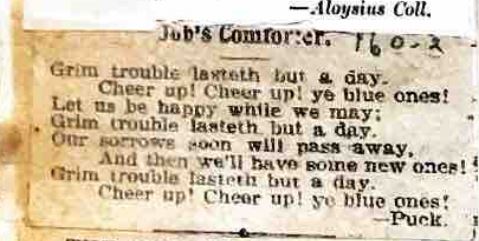 —Aloysius Coll.
Job's Comforter.
160-2
Grim trouble lasteth but a day.
Cheer up! Cheer up! ye blue ones!
Let us be happy while we may;
Grim trouble lasteth but a day.
Our sorrows soon will pass away,
And then we'll have some new ones!
Grim trouble lasteth but a day.
Cheer up! Cheer up! ye blue ones!
—Puck.